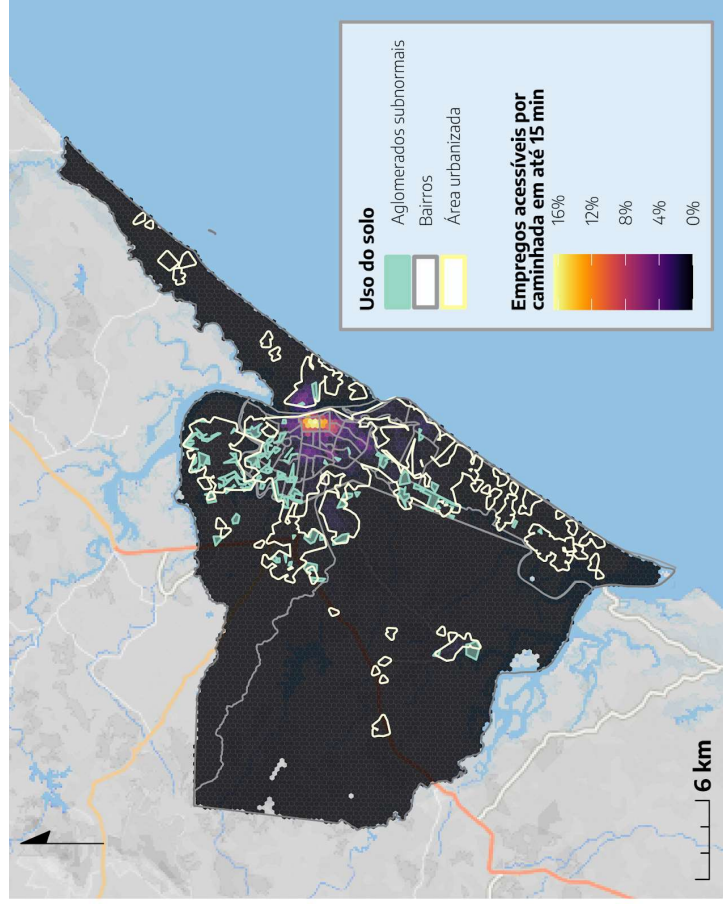 Uso do solo
Aglomerados subnormais
Bairros
Área urbanizada
Empregos acessíveis por
caminhada em até 15 min
16%
12%
8%
4%
0%
6 km